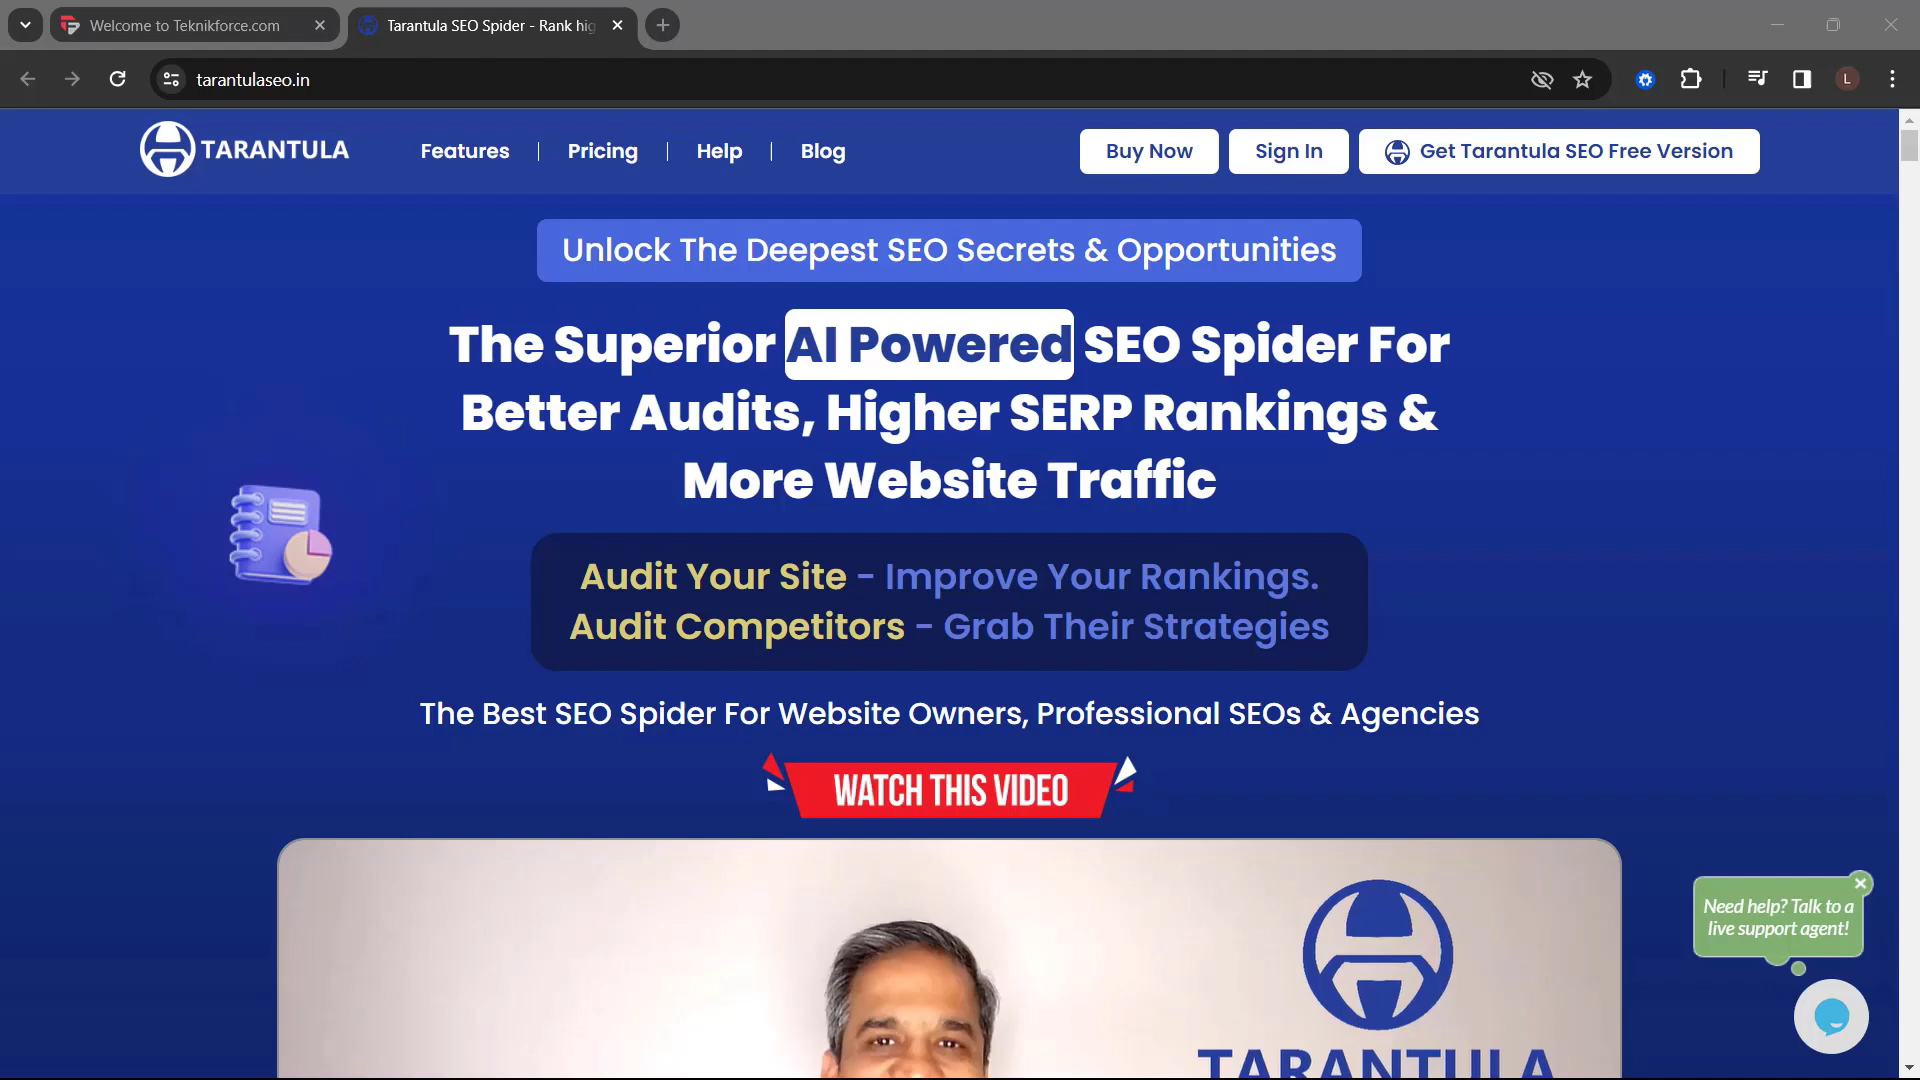 Welcome to Teknikforce.com
Tarantula SEO Spider - Rank hig
tarantulaseo.in
L
TARANTULA
Features
Pricing
Help
Blog
Buy Now
Sign In
Get Tarantula SEO Free Version
Unlock The Deepest SEO Secrets & Opportunities
The Superior AI Powered SEO Spider For
Better Audits, Higher SERP Rankings &
More Website Traffic
Audit Your Site - Improve Your Rankings.
Audit Competitors - Grab Their Strategies
The Best SEO Spider For Website Owners, Professional SEOs & Agencies
WATCH THIS VIDEO
Need help? Talk to a
live support agent!
TARANTULA